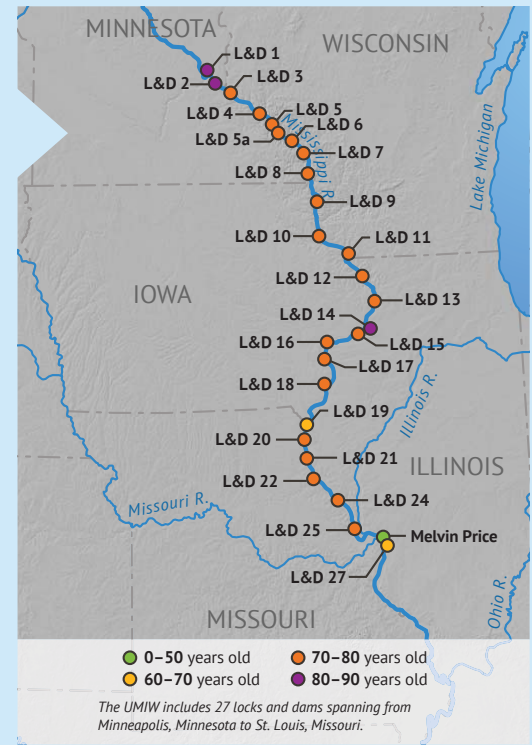 MINNESOTA
WISCONSIN
L&D 1
L&D 2
L&D 3
L&D 4
L&D 5
L&D 5a
L&D 6
Mississippi R.
L&D 7
L&D 8
L&D 9
Lake Michigan
L&D 10
L&D 11
L&D 12
IOWA
L&D 13
L&D 14
L&D 15
L&D 16
L&D 17
L&D 18
Illinois R.
L&D 19
L&D 20
L&D 21
ILLINOIS
L&D 22
Missouri R.
L&D 24
L&D 25
Melvin Price
L&D 27
Ohio R.
MISSOURI
0–50 years old
70–80 years old
60–70 years old
80–90 years old
The UMIW includes 27 locks and dams spanning from
Minneapolis, Minnesota to St. Louis, Missouri.